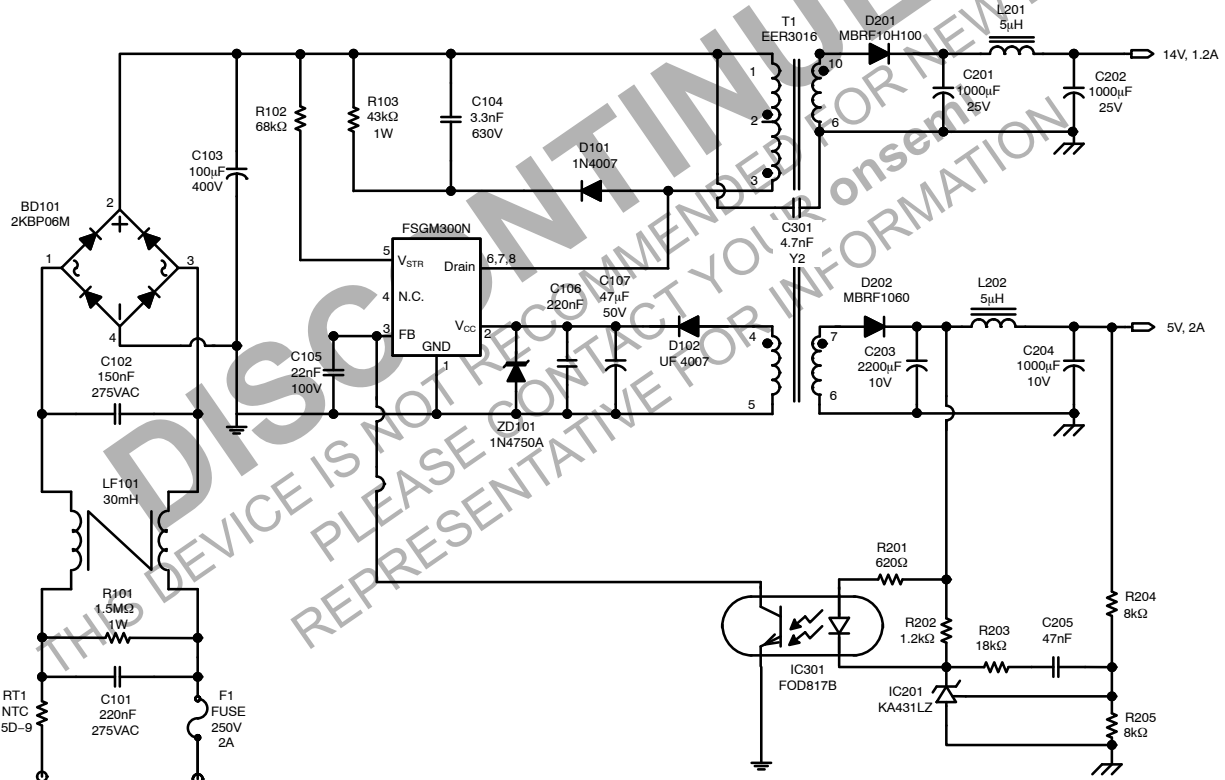 L201
5μH
T1
EER3016
D201
MBRF10H100
14V, 1.2A
10
1
2
3
6
C201
1000μF
25V
C202
1000μF
25V
R102
68kΩ
R103
43kΩ
1W
C104
3.3nF
630V
D101
1N4007
C103
100μF
400V
BD101
2KBP06M
2
1
3
4
+
−
FSGM300N
5
VSTR
Drain
6,7,8
4
N.C.
3
FB
VCC
2
GND
1
C301
4.7nF
Y2
C106
220nF
C107
47μF
50V
D102
UF 4007
4
5
7
6
D202
MBRF1060
L202
5μH
5V, 2A
C203
2200μF
10V
C204
1000μF
10V
C105
22nF
100V
ZD101
1N4750A
C102
150nF
275VAC
LF101
30mH
R101
1.5MΩ
1W
C101
220nF
275VAC
RT1
NTC
5D−9
F1
FUSE
250V
2A
R201
620Ω
R202
1.2kΩ
R203
18kΩ
C205
47nF
R204
8kΩ
R205
8kΩ
IC301
FOD817B
IC201
KA431LZ
DISCONTINUE
THIS DEVICE IS NOT RECOMMENDED FOR NEW
PLEASE CONTACT YOUR onsemi
REPRESENTATIVE FOR INFORMATION